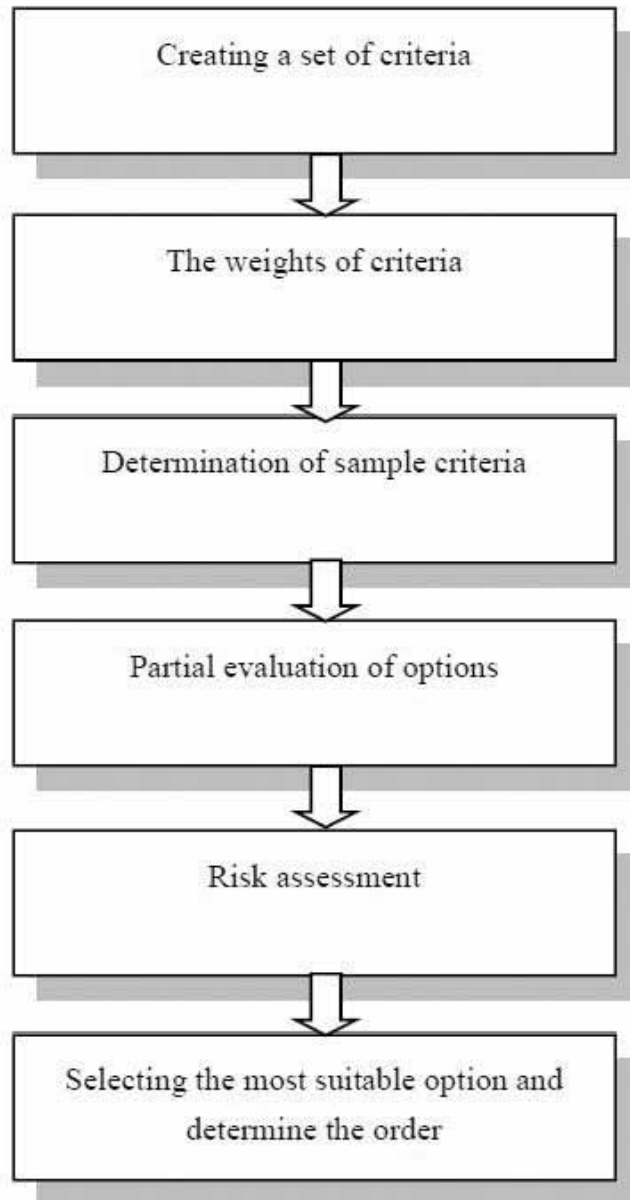 Creating a set of criteria
The weights of criteria
Determination of sample criteria
Partial evaluation of options
Risk assessment
Selecting the most suitable option and
determine the order